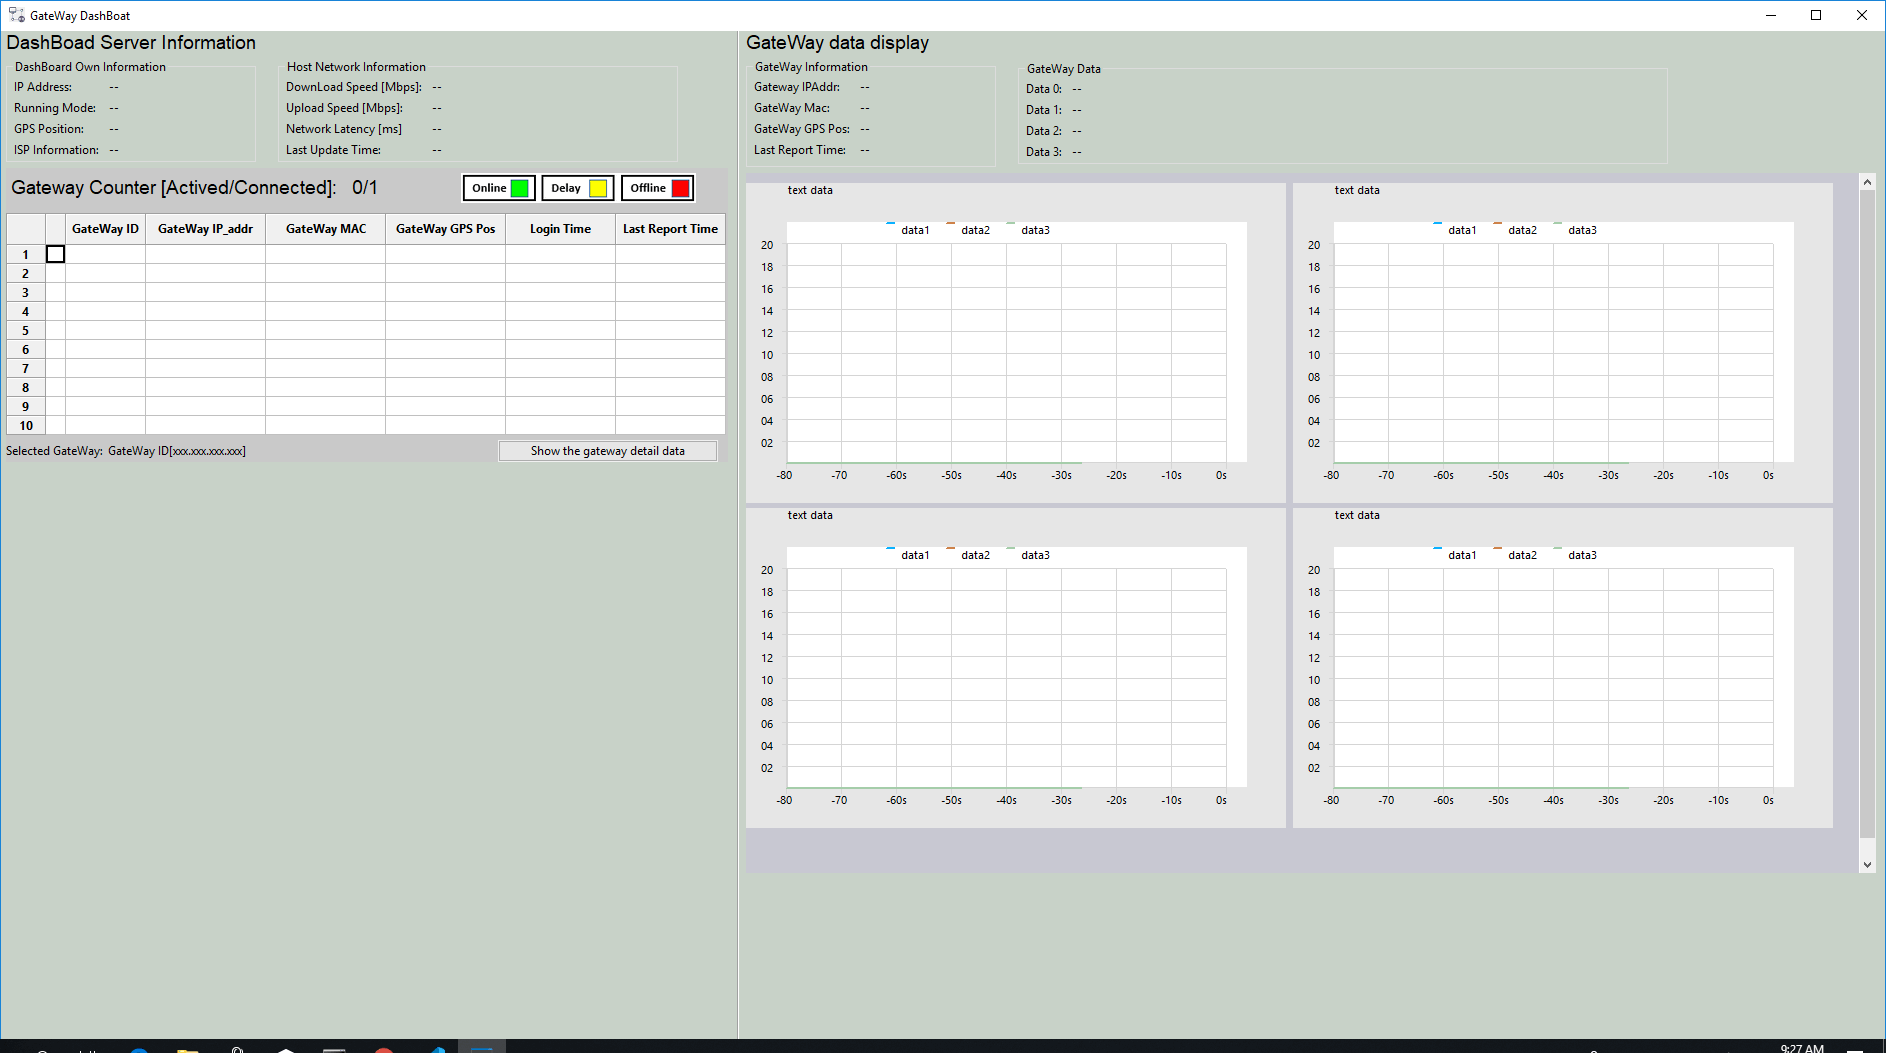 GateWay DashBoat
DashBoad Server Information
DashBoard Own Information
IP Address: --
Running Mode: --
GPS Position: --
ISP Information: --
Host Network Information
DownLoad Speed [Mbps]: --
Upload Speed [Mbps]: --
Network Latency [ms] --
Last Update Time: --
Gateway Counter [Actived/Connected]: 0/1
Online Delay Offline
GateWay ID GateWay IP_addr GateWay MAC GateWay GPS Pos Login Time Last Report Time
1
2
3
4
5
6
7
8
9
10
Selected GateWay: GateWay ID[xxx.xxx.xxx.xxx]
Show the gateway detail data
GateWay data display
GateWay Information
Gateway IPAddr: --
GateWay Mac: --
GateWay GPS Pos: --
Last Report Time: --
GateWay Data
Data 0: --
Data 1: --
Data 2: --
Data 3: --
text data
data1 data2 data3
20
18
16
14
12
10
08
06
04
02
-80 -70 -60s -50s -40s -30s -20s -10s 0s
text data
data1 data2 data3
20
18
16
14
12
10
08
06
04
02
-80 -70 -60s -50s -40s -30s -20s -10s 0s
text data
data1 data2 data3
20
18
16
14
12
10
08
06
04
02
-80 -70 -60s -50s -40s -30s -20s -10s 0s
text data
data1 data2 data3
20
18
16
14
12
10
08
06
04
02
-80 -70 -60s -50s -40s -30s -20s -10s 0s
9:27 AM